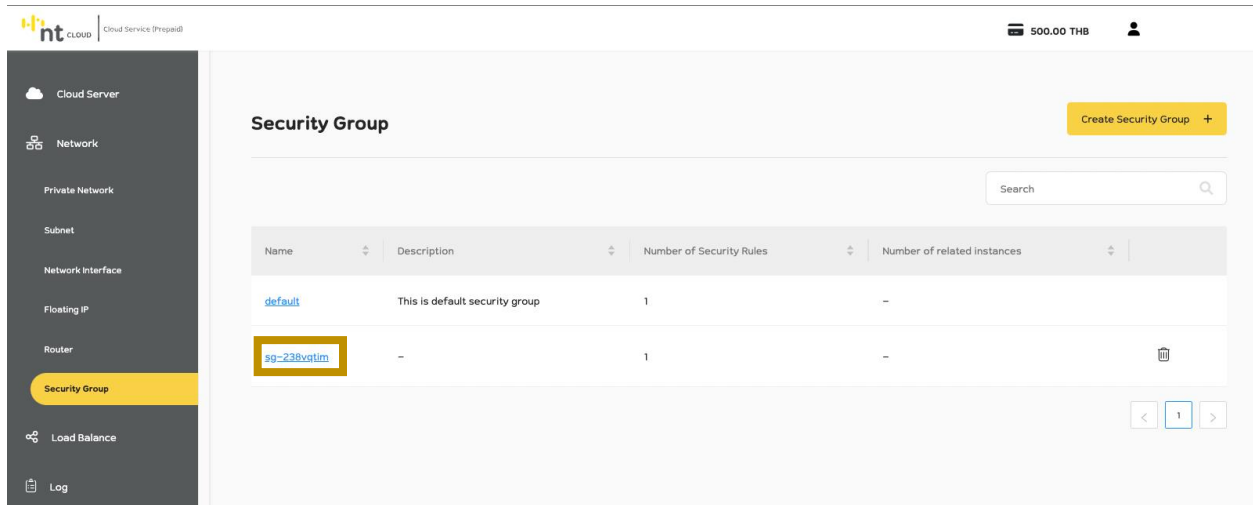 nt CLOUD Cloud Service (Prepaid)
500.00 THB
Cloud Server
Network
Private Network
Subnet
Network Interface
Floating IP
Router
Security Group
Load Balance
Log
Security Group
Create Security Group +
Search
Name Description Number of Security Rules Number of related instances
default This is default security group 1 –
sg-238vqtim – 1 –
< 1 >